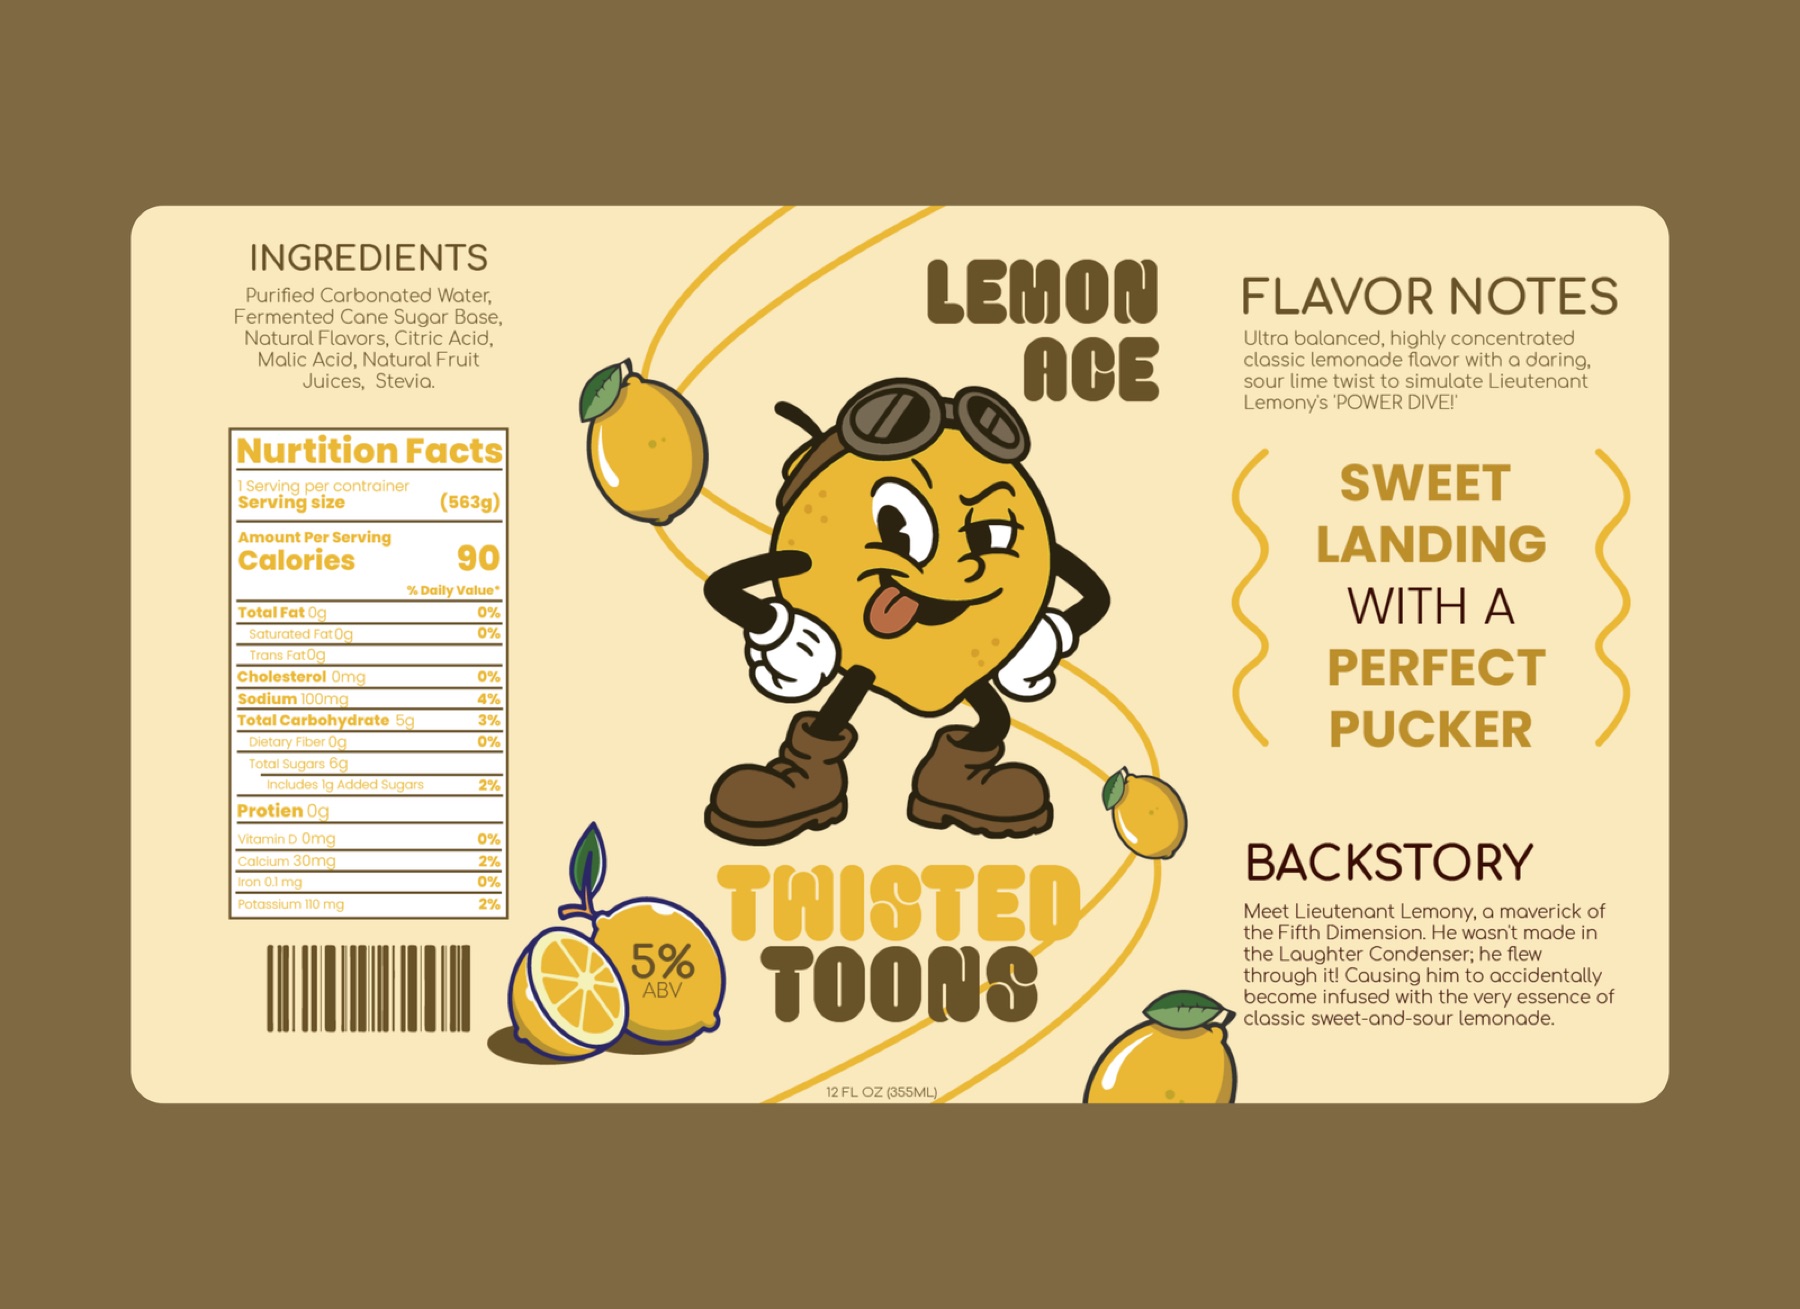 INGREDIENTS
Purified Carbonated Water,
Fermented Cane Sugar Base,
Natural Flavors, Citric Acid,
Malic Acid, Natural Fruit
Juices, Stevia.
Nurtition Facts
1 Serving per contrainer
Serving size (563g)
Amount Per Serving
Calories 90
% Daily Value*
Total Fat 0g 0%
Saturated Fat 0g 0%
Trans Fat 0g
Cholesterol 0mg 0%
Sodium 100mg 4%
Total Carbohydrate 5g 3%
Dietary Fiber 0g 0%
Total Sugars 6g
Includes 1g Added Sugars 2%
Protien 0g
Vitamin D 0mg 0%
Calcium 30mg 2%
Iron 0.1 mg 0%
Potassium 110 mg 2%
LEMON
ACE
5%
ABV
TWISTED
TOONS
12 FL OZ (355ML)
FLAVOR NOTES
Ultra balanced, highly concentrated
classic lemonade flavor with a daring,
sour lime twist to simulate Lieutenant
Lemony's 'POWER DIVE!'
SWEET
LANDING
WITH A
PERFECT
PUCKER
BACKSTORY
Meet Lieutenant Lemony, a maverick of
the Fifth Dimension. He wasn't made in
the Laughter Condenser; he flew
through it! Causing him to accidentally
become infused with the very essence of
classic sweet-and-sour lemonade.